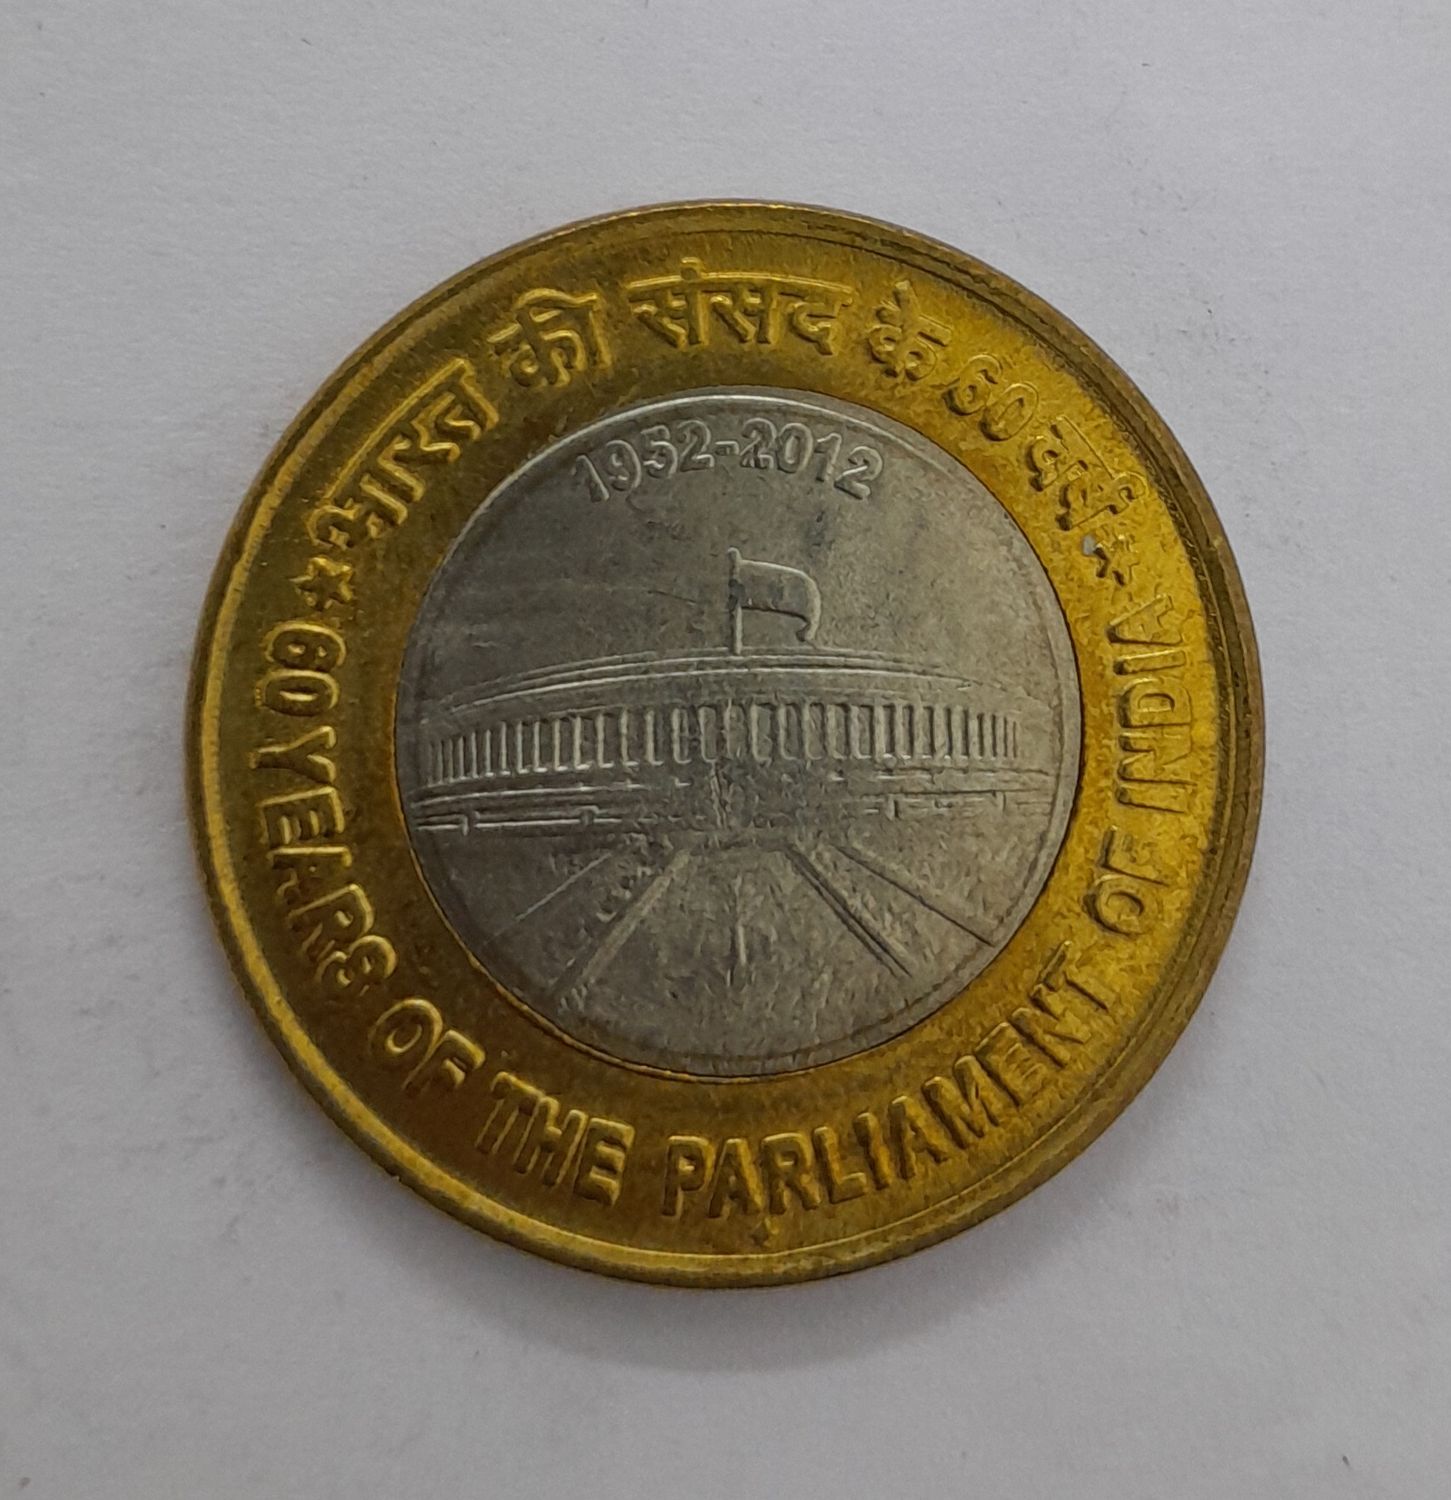 भारत की संसद के 60 वर्ष
1952-2012
60 YEARS OF THE PARLIAMENT OF INDIA